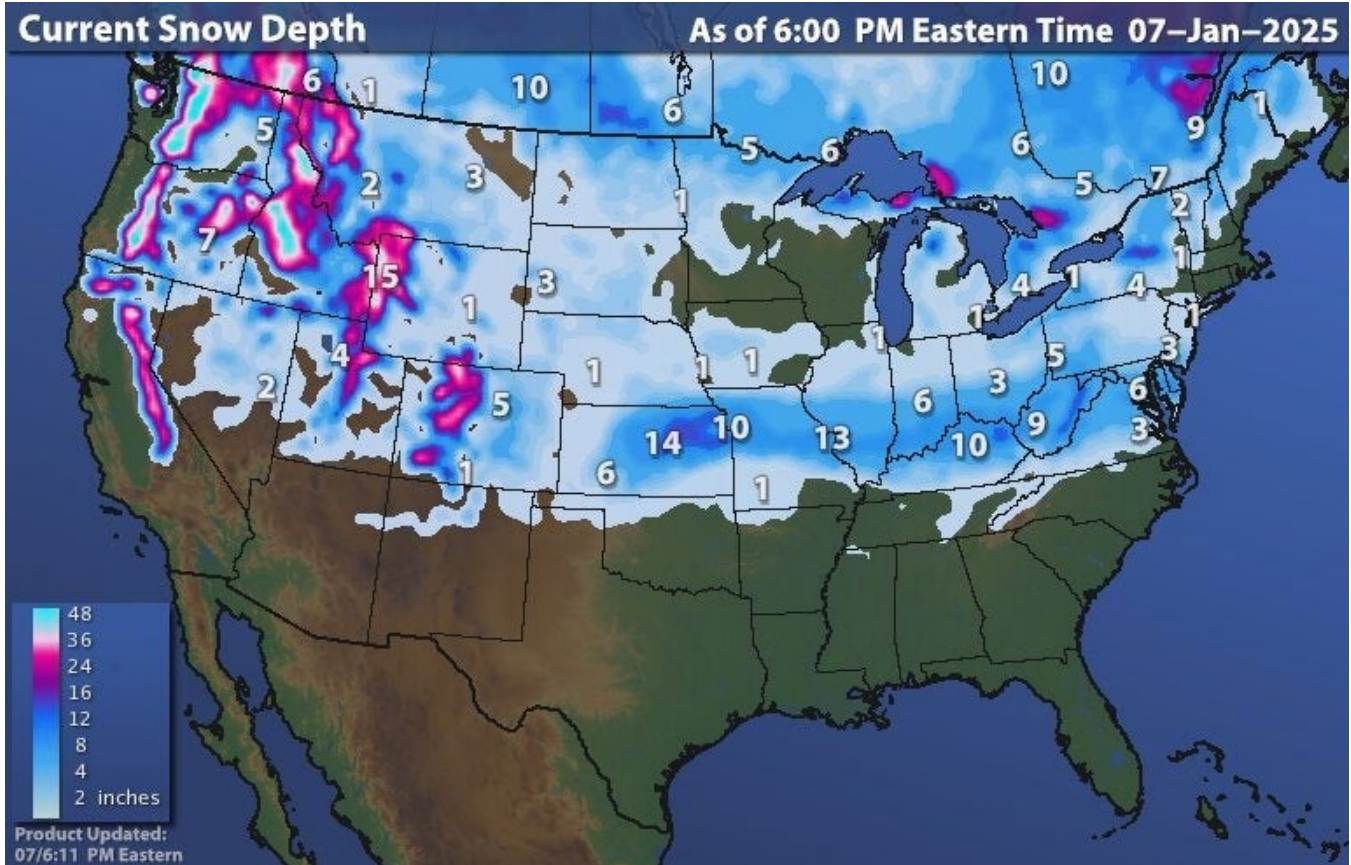 Current Snow Depth
As of 6:00 PM Eastern Time 07-Jan-2025
6 1 10 6 10 1
5 9
3 2 5 6 6 5 7
1 2
7 15 3 1 1 4 1 4 1
1 1 1 1
4 1 1 1 5 3
2 5 6 3 6
14 10 13 10 9 3
1 6 1
48
36
24
16
12
8
4
2 inches
Product Updated:
07/6:11 PM Eastern